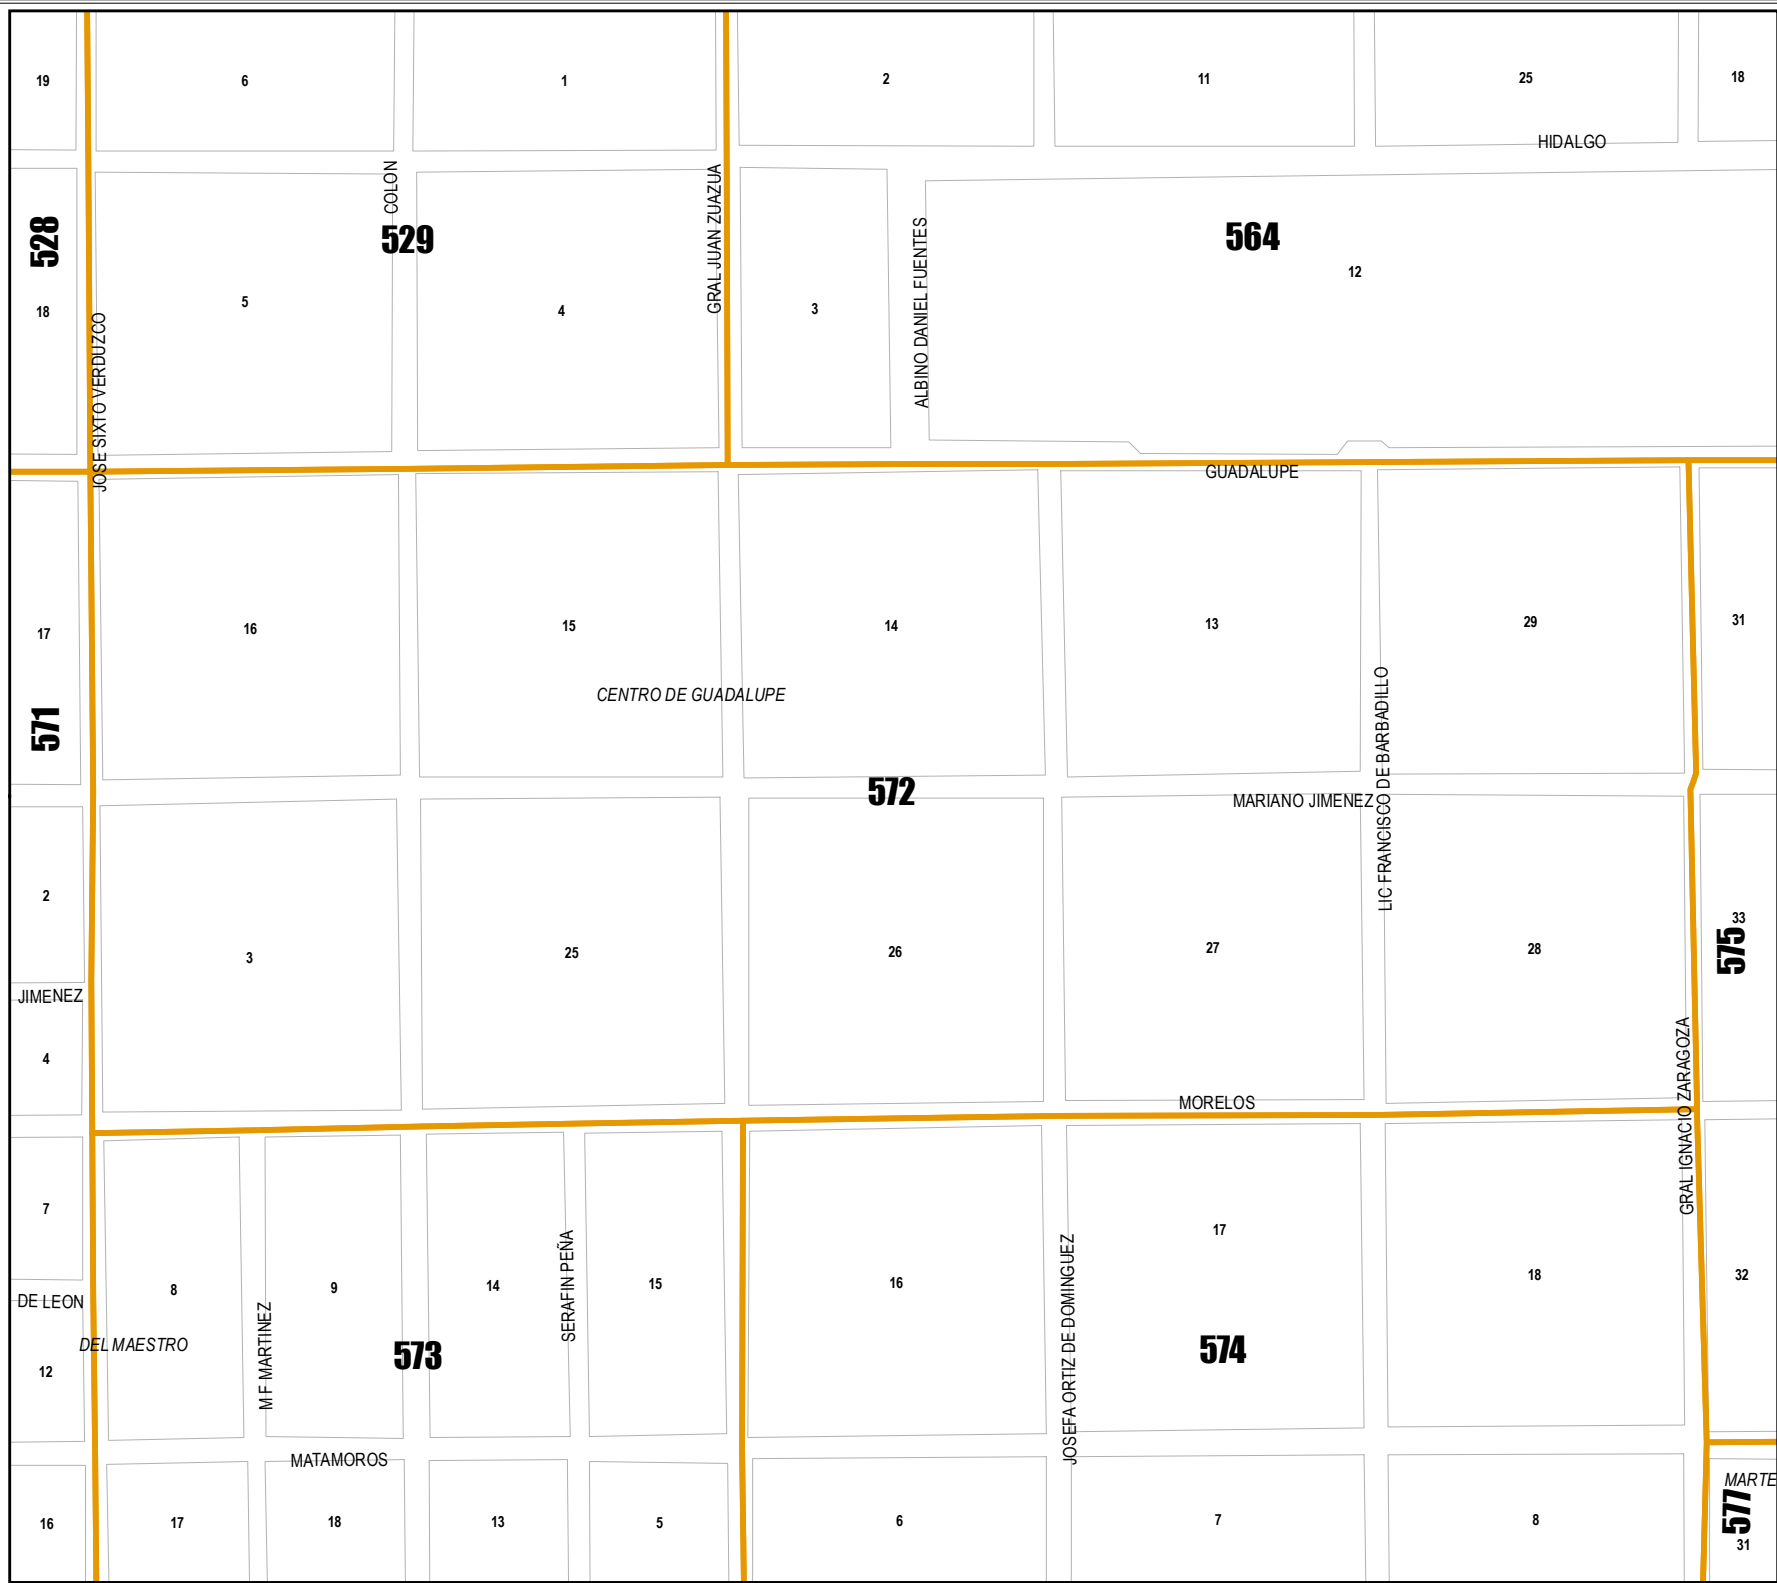 19
6
1
2
11
25
18
HIDALGO
COLON
GRAL JUAN ZUAZUA
528
529
564
ALBINO DANIEL FUENTES
12
18
5
4
3
JOSE SIXTO VERDUZCO
GUADALUPE
17
16
15
14
13
29
31
CENTRO DE GUADALUPE
571
LIC FRANCISCO DE BARBADILLO
572
MARIANO JIMENEZ
2
3
25
26
27
28
33
575
JIMENEZ
4
GRAL IGNACIO ZARAGOZA
MORELOS
7
8
9
14
SERAFIN PEÑA
15
16
17
18
32
DE LEON
DEL MAESTRO
M F MARTINEZ
573
JOSEFA ORTIZ DE DOMINGUEZ
574
12
MATAMOROS
MARTE
577
16
17
18
13
5
6
7
8
31